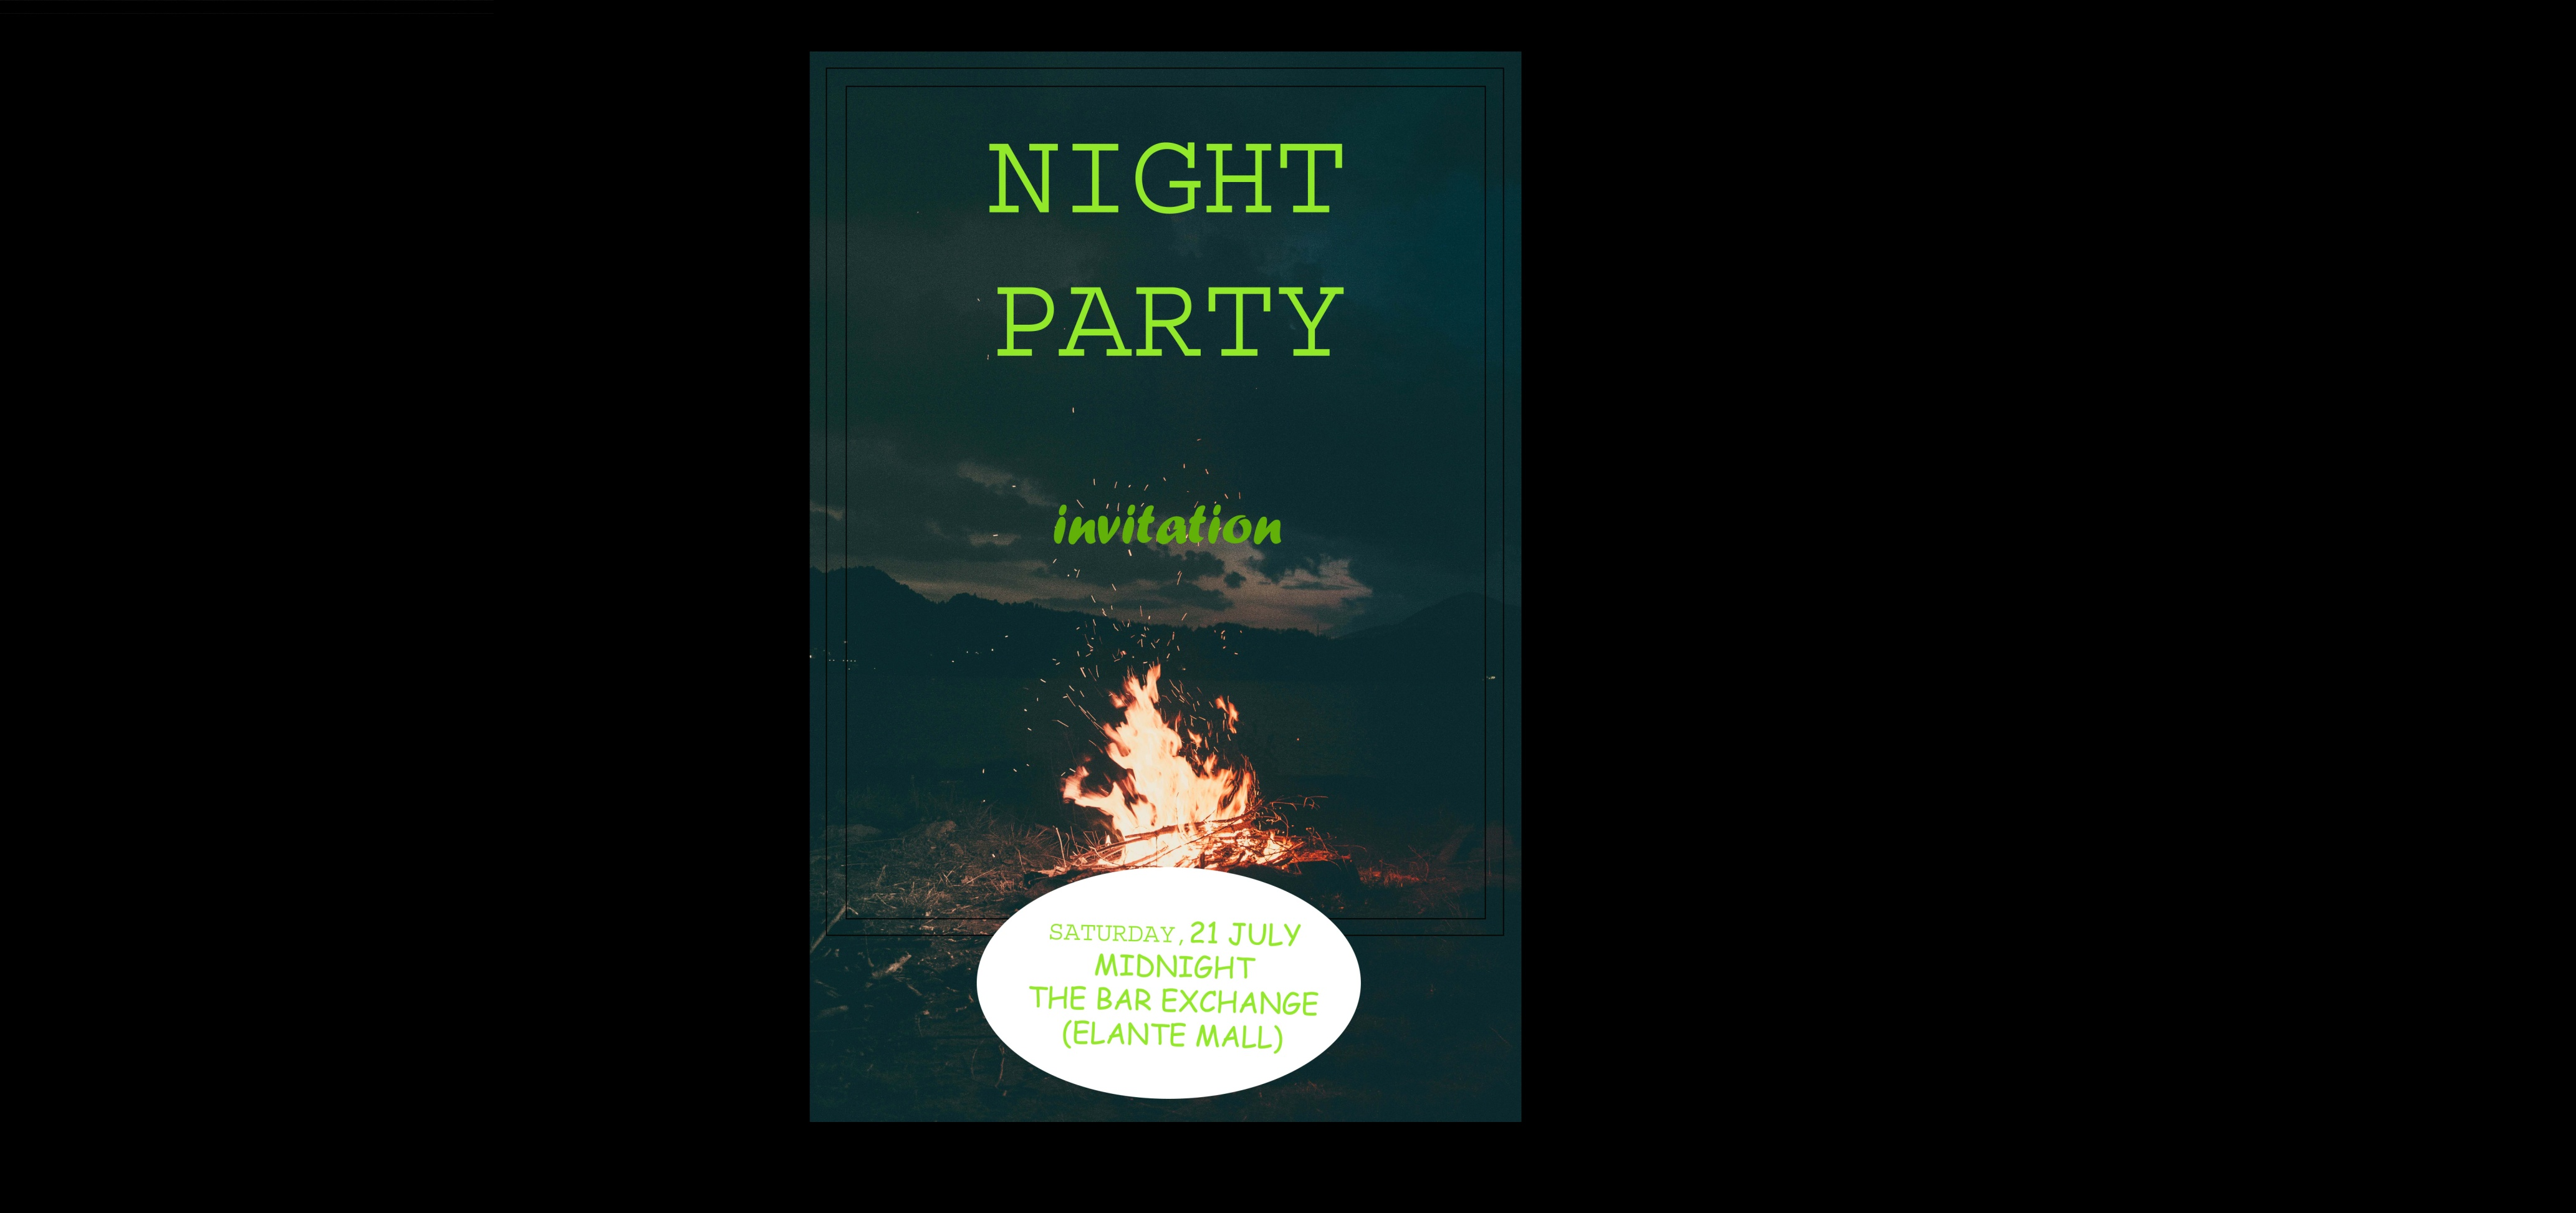 NIGHT
PARTY
invitation
SATURDAY, 21 JULY
MIDNIGHT
THE BAR EXCHANGE
(ELANTE MALL)